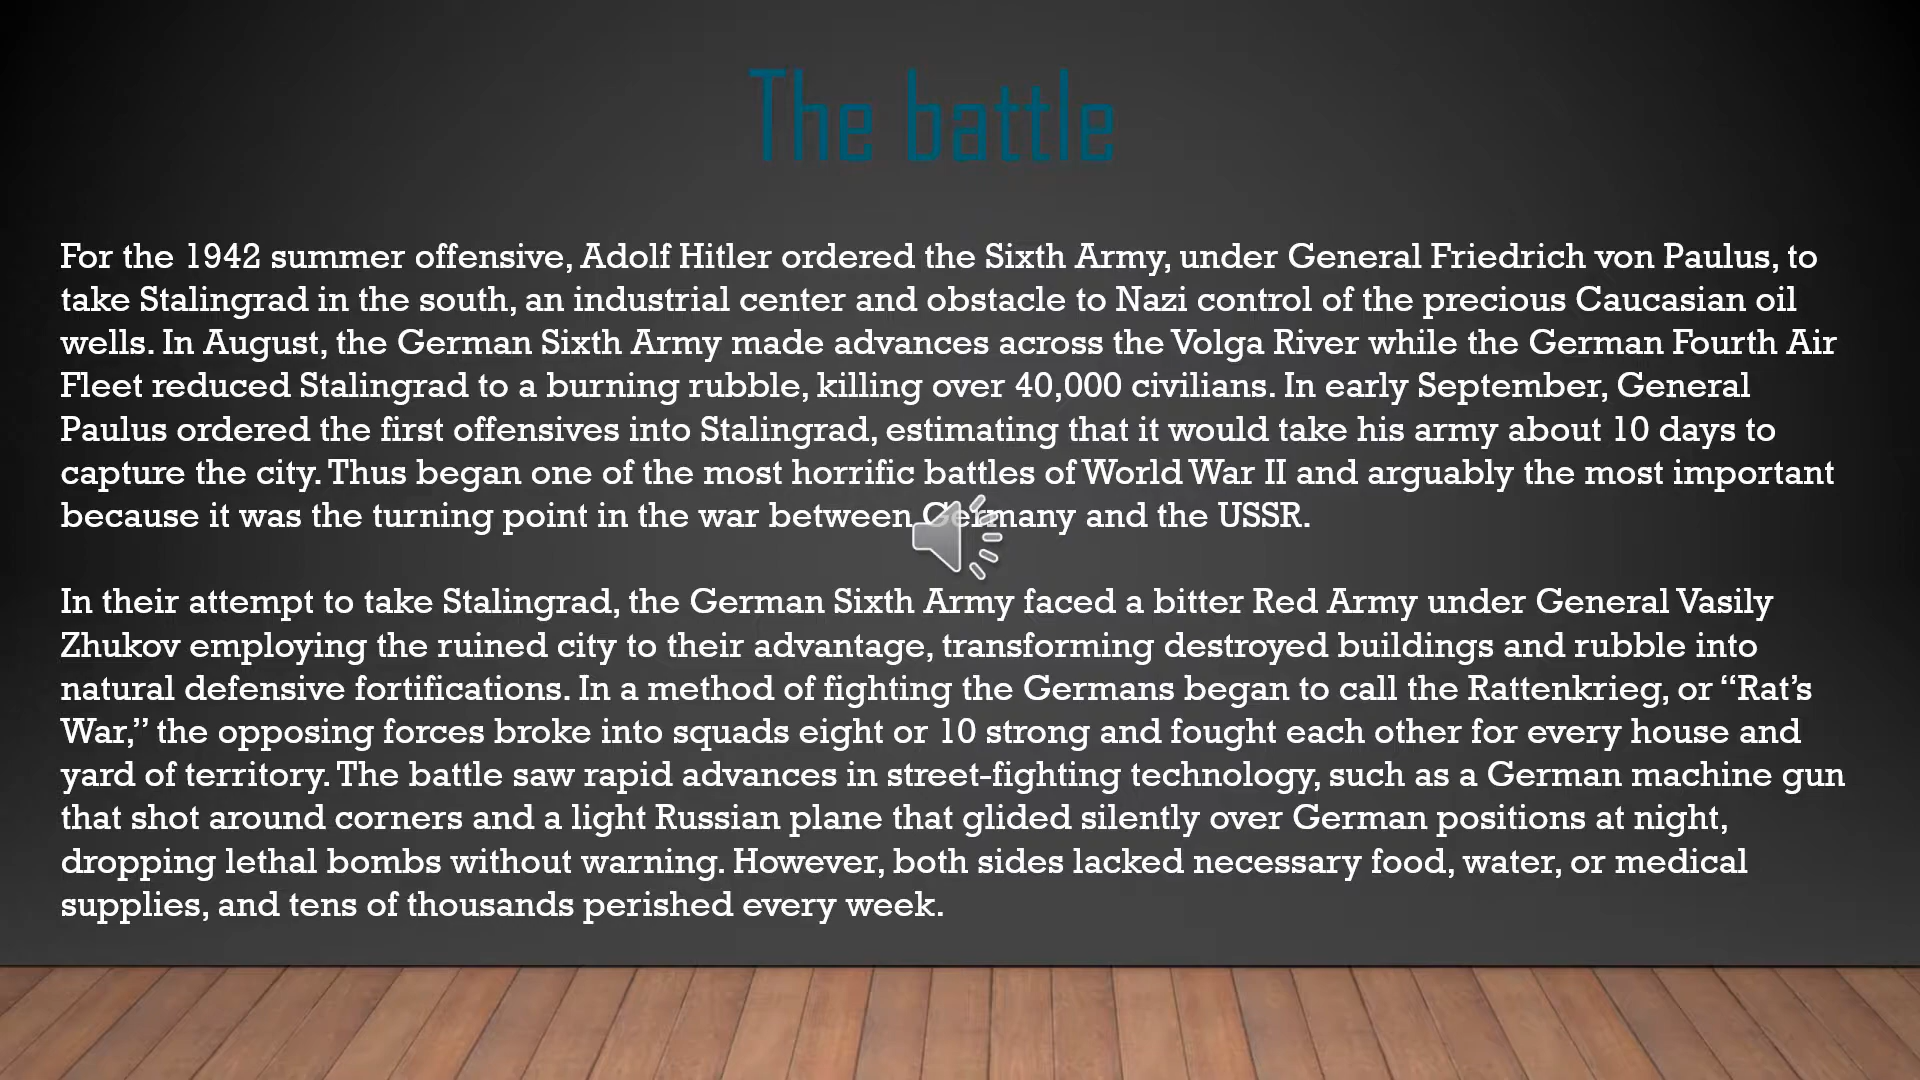 The battle
For the 1942 summer offensive, Adolf Hitler ordered the Sixth Army, under General Friedrich von Paulus, to
take Stalingrad in the south, an industrial center and obstacle to Nazi control of the precious Caucasian oil
wells. In August, the German Sixth Army made advances across the Volga River while the German Fourth Air
Fleet reduced Stalingrad to a burning rubble, killing over 40,000 civilians. In early September, General
Paulus ordered the first offensives into Stalingrad, estimating that it would take his army about 10 days to
capture the city. Thus began one of the most horrific battles of World War II and arguably the most important
because it was the turning point in the war between Germany and the USSR.
In their attempt to take Stalingrad, the German Sixth Army faced a bitter Red Army under General Vasily
Zhukov employing the ruined city to their advantage, transforming destroyed buildings and rubble into
natural defensive fortifications. In a method of fighting the Germans began to call the Rattenkrieg, or “Rat’s
War,” the opposing forces broke into squads eight or 10 strong and fought each other for every house and
yard of territory. The battle saw rapid advances in street-fighting technology, such as a German machine gun
that shot around corners and a light Russian plane that glided silently over German positions at night,
dropping lethal bombs without warning. However, both sides lacked necessary food, water, or medical
supplies, and tens of thousands perished every week.